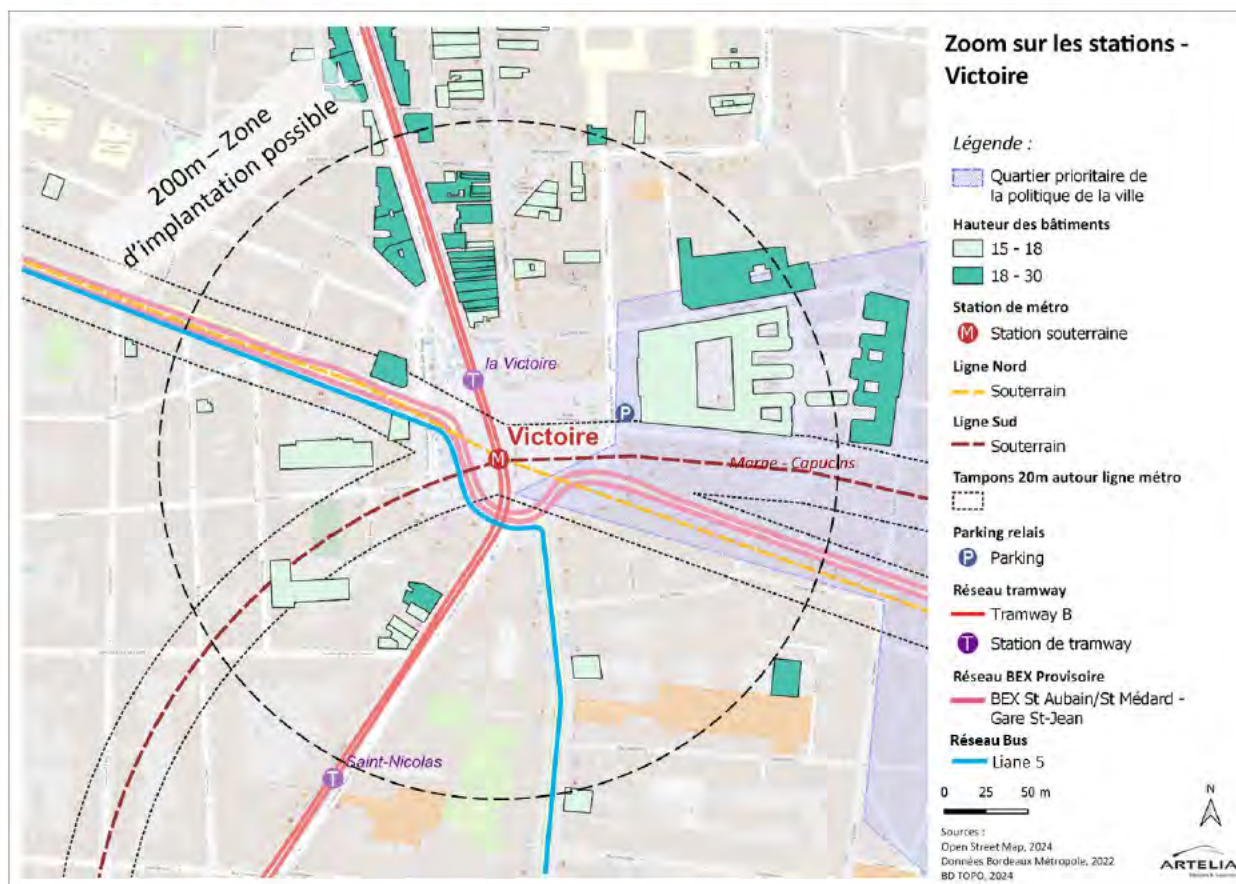 200m – Zone
d'implantation possible
la Victoire
T
P
Victoire
M
Marne - Capucins
Saint-Nicolas
T
Zoom sur les stations -
Victoire
Légende :
Quartier prioritaire de
la politique de la ville
Hauteur des bâtiments
15 - 18
18 - 30
Station de métro
M Station souterraine
Ligne Nord
Souterrain
Ligne Sud
Souterrain
Tampons 20m autour ligne métro
Parking relais
P Parking
Réseau tramway
Tramway B
T Station de tramway
Réseau BEX Provisoire
BEX St Aubain/St Médard -
Gare St-Jean
Réseau Bus
Liane 5
0 25 50 m
N
Sources :
Open Street Map, 2024
Données Bordeaux Métropole, 2022
BD TOPO, 2024
ARTELIA